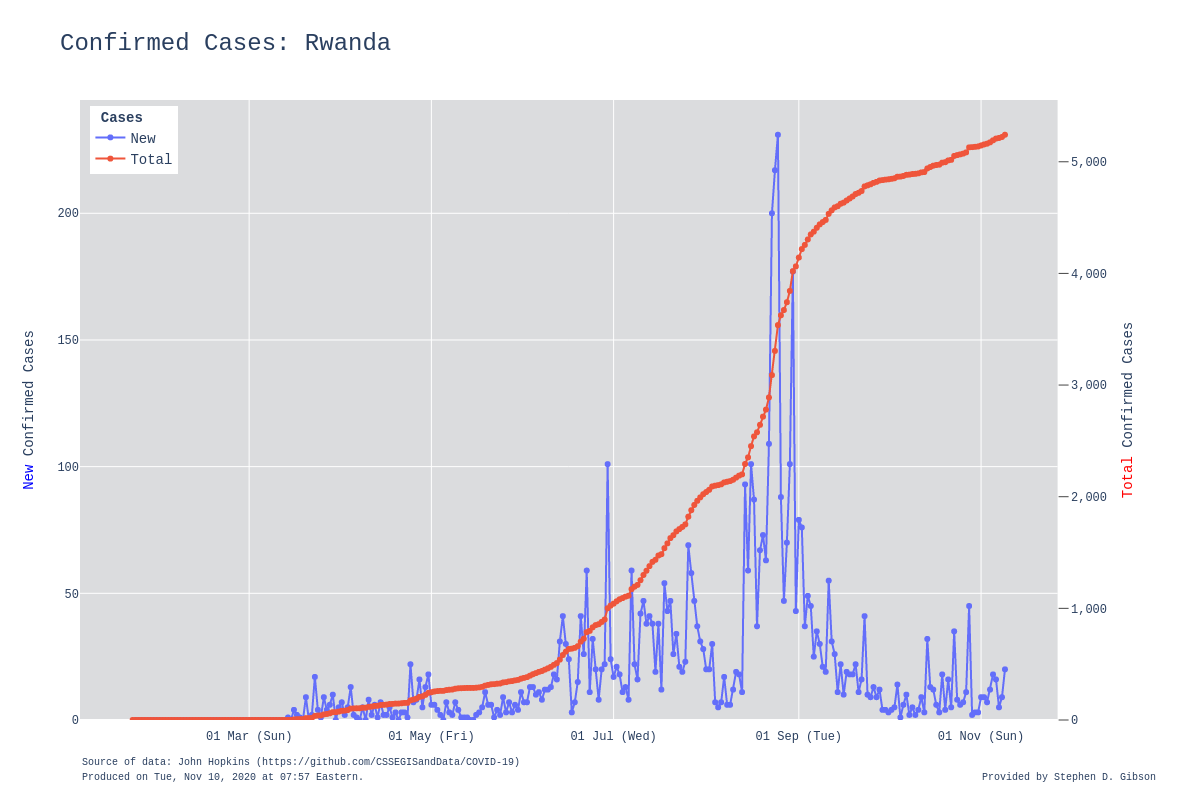 Confirmed Cases: Rwanda
Cases
New
Total
200
150
100
50
0
New Confirmed Cases
5,000
4,000
3,000
2,000
1,000
0
Total Confirmed Cases
01 Mar (Sun)
01 May (Fri)
01 Jul (Wed)
01 Sep (Tue)
01 Nov (Sun)
Source of data: John Hopkins (https://github.com/CSSEGISandData/COVID-19)
Produced on Tue, Nov 10, 2020 at 07:57 Eastern.
Provided by Stephen D. Gibson